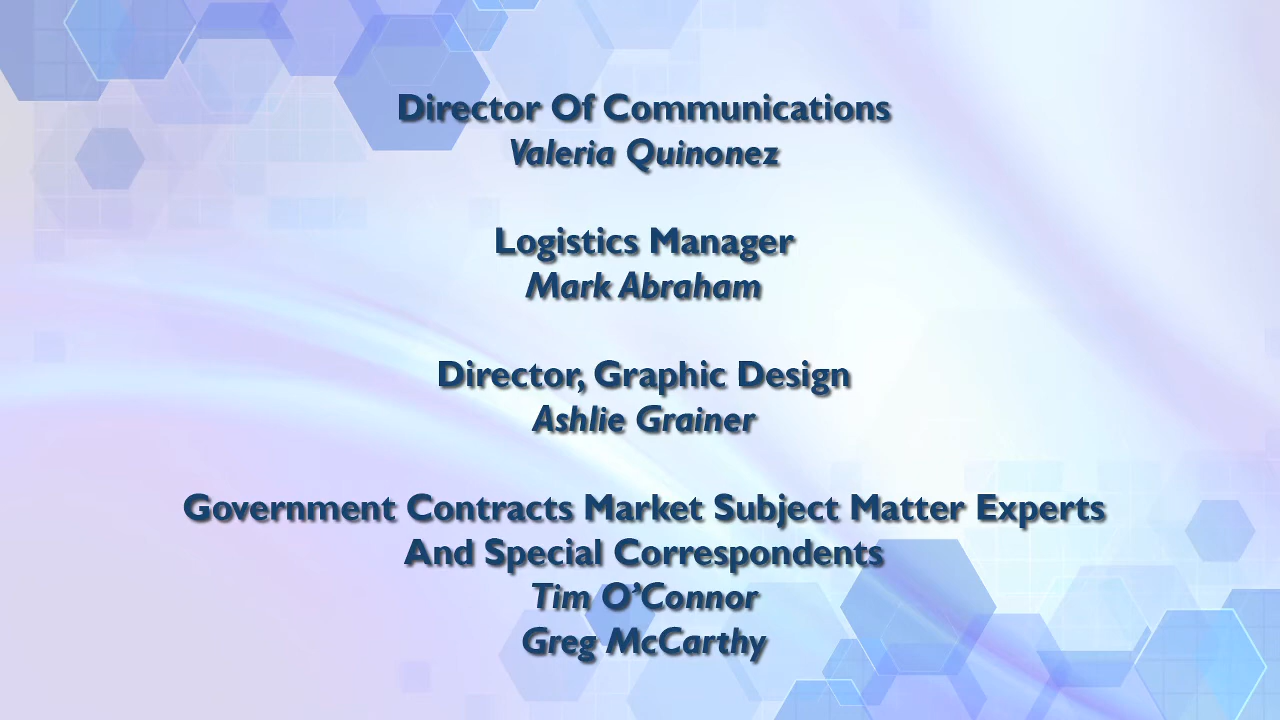 Director Of Communications
Valeria Quinonez
Logistics Manager
Mark Abraham
Director, Graphic Design
Ashlie Grainer
Government Contracts Market Subject Matter Experts
And Special Correspondents
Tim O’Connor
Greg McCarthy